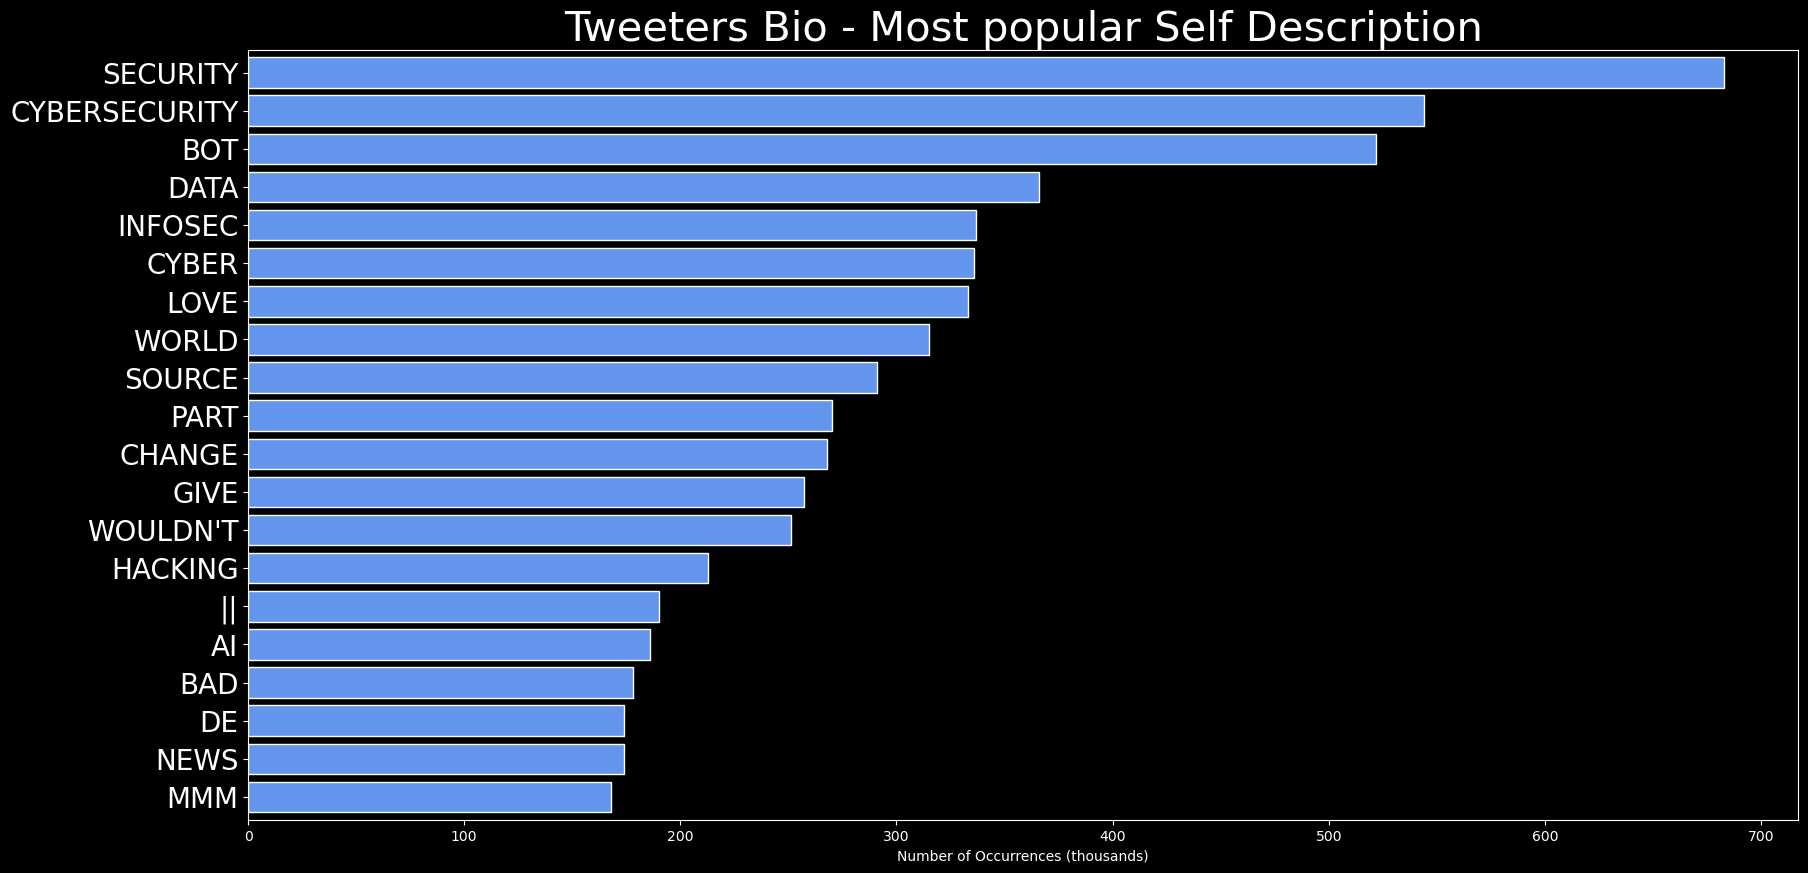 Tweeters Bio - Most popular Self Description
SECURITY
CYBERSECURITY
BOT
DATA
INFOSEC
CYBER
LOVE
WORLD
SOURCE
PART
CHANGE
GIVE
WOULDN'T
HACKING
||
AI
BAD
DE
NEWS
MMM
0 100 200 300 400 500 600 700
Number of Occurrences (thousands)